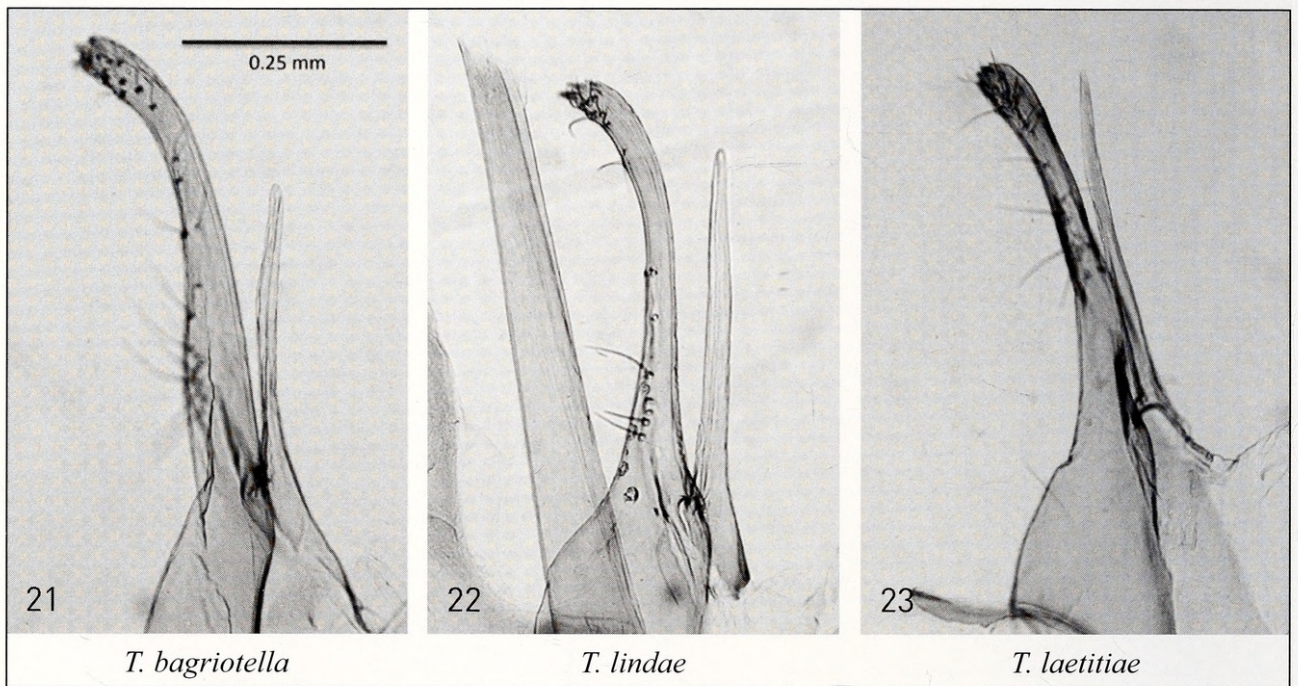 0.25 mm
21
22
23
T. bagriotella
T. lindae
T. laetitiae